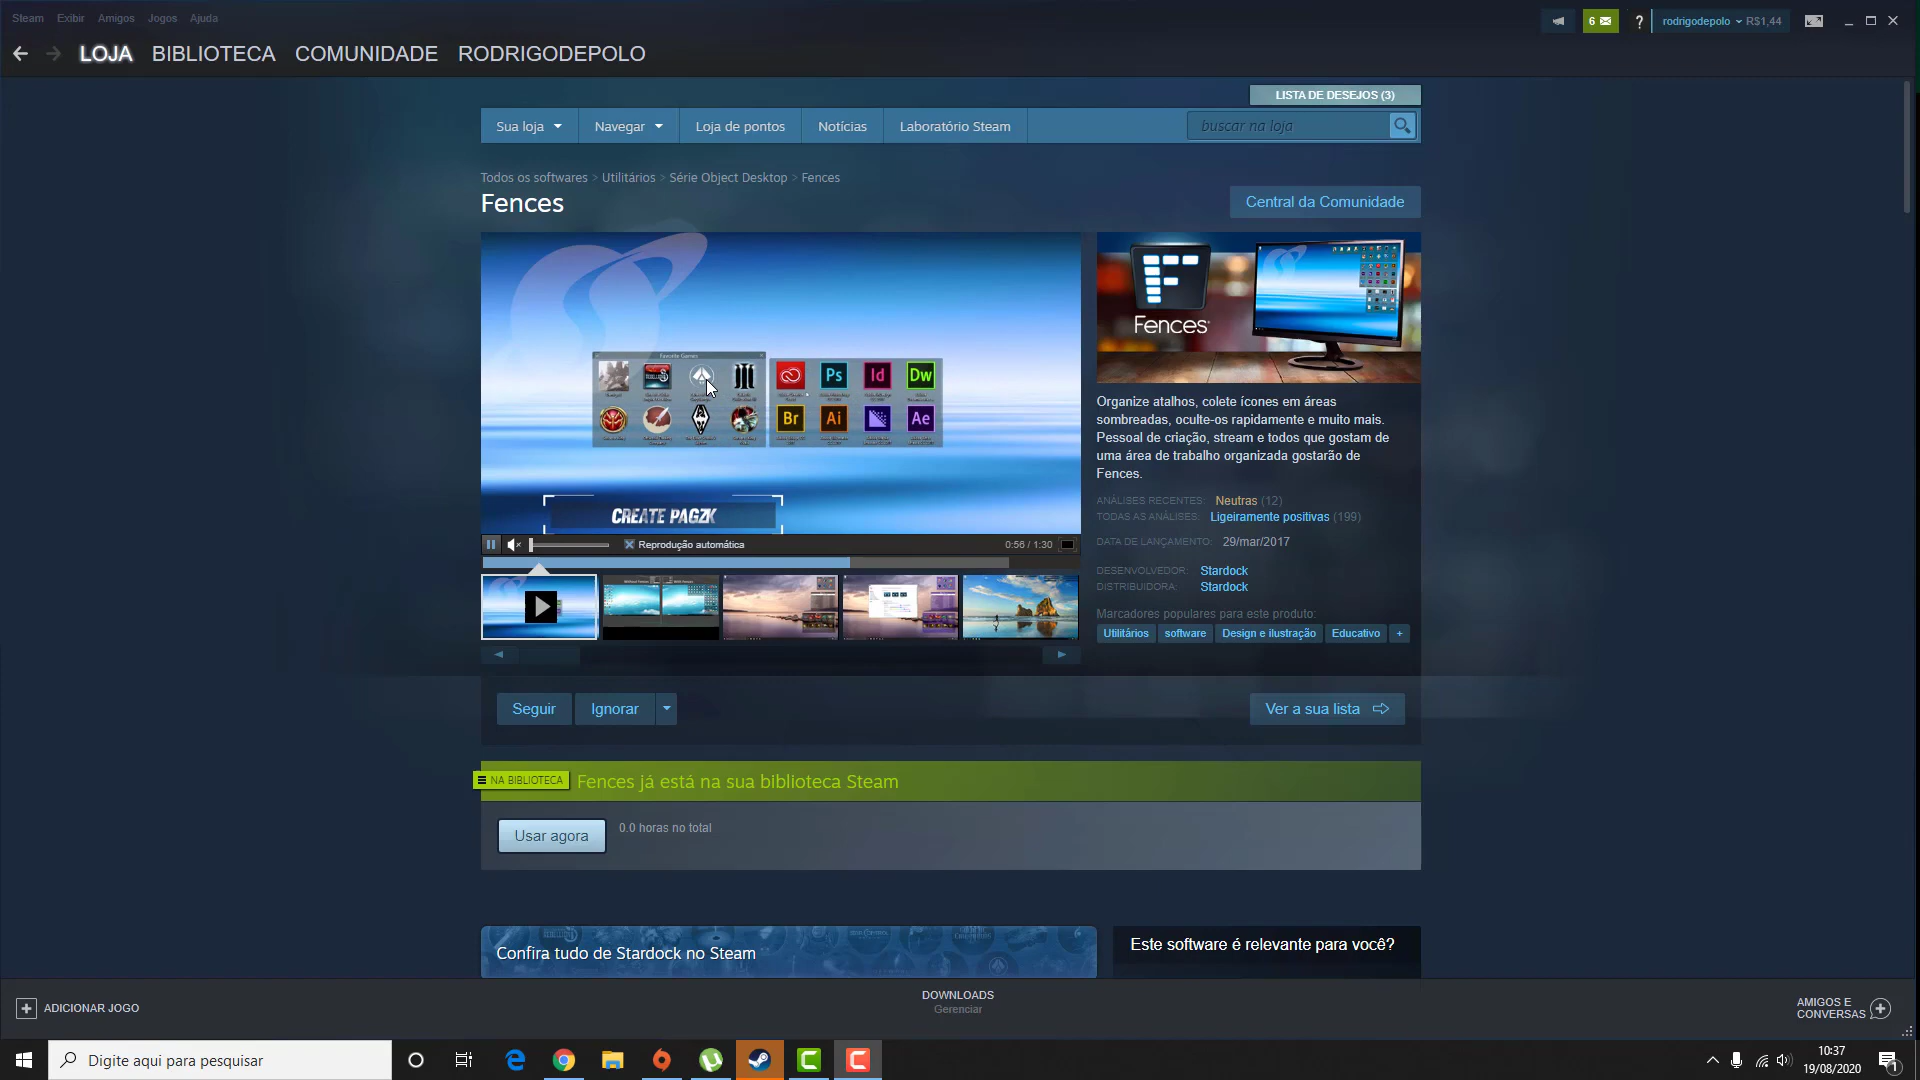 Steam Exibir Amigos Jogos Ajuda
6
?
rodrigodepolo R$1,44
LOJA BIBLIOTECA COMUNIDADE RODRIGODEPOLO
LISTA DE DESEJOS (3)
Sua loja Navegar Loja de pontos Notícias Laboratório Steam
buscar na loja
Todos os softwares > Utilitários > Série Object Desktop > Fences
Fences
Central da Comunidade
Favorite Games
Ps Id Dw
Br Ai Ae
CREATE PAGZK
Reprodução automática
0:56 / 1:30
Fences
Organize atalhos, colete ícones em áreas
sombreadas, oculte-os rapidamente e muito mais.
Pessoal de criação, stream e todos que gostam de
uma área de trabalho organizada gostarão de
Fences.
ANÁLISES RECENTES: Neutras (12)
TODAS AS ANÁLISES: Ligeiramente positivas (199)
DATA DE LANÇAMENTO: 29/mar/2017
DESENVOLVEDOR: Stardock
DISTRIBUIDORA: Stardock
Marcadores populares para este produto:
Utilitários software Design e ilustração Educativo +
Seguir Ignorar
Ver a sua lista
NA BIBLIOTECA
Fences já está na sua biblioteca Steam
Usar agora
0.0 horas no total
Confira tudo de Stardock no Steam
Este software é relevante para você?
ADICIONAR JOGO
DOWNLOADS
Gerenciar
AMIGOS E
CONVERSAS
Digite aqui para pesquisar
10:37
19/08/2020
1